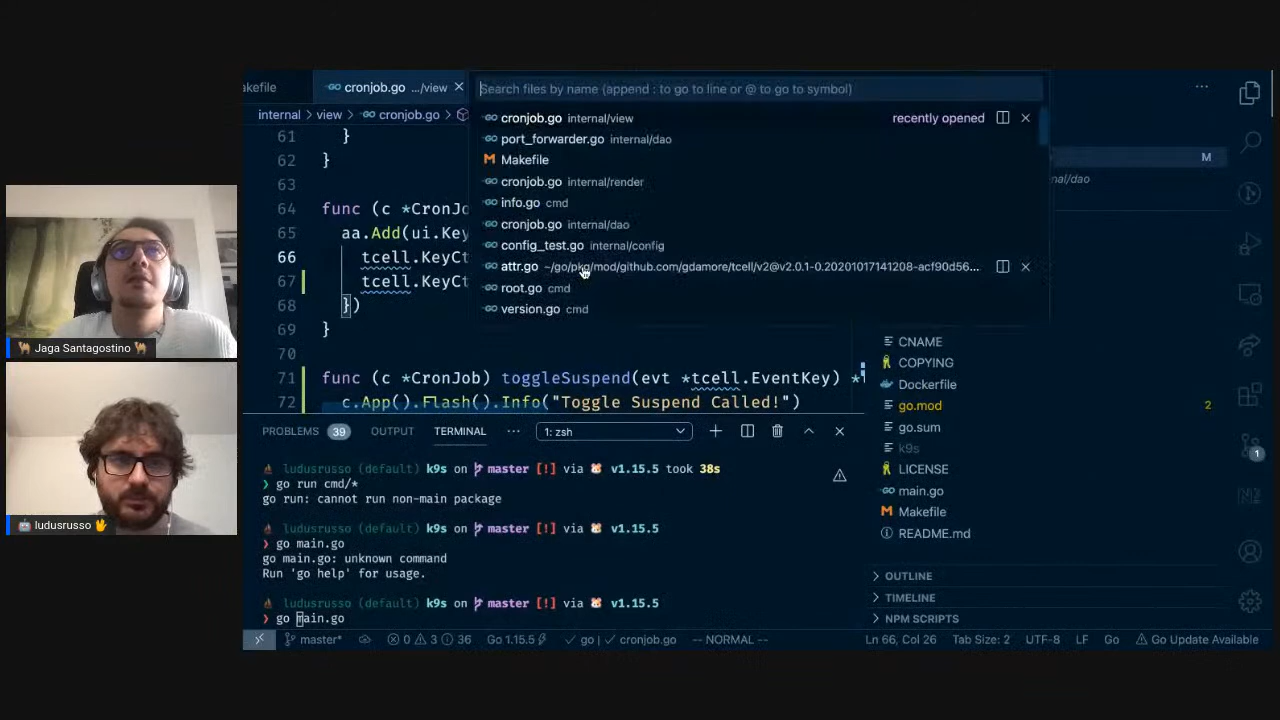 akefile
cronjob.go .../view
Search files by name (append : to go to line or @ to go to symbol)
internal > view > cronjob.go
cronjob.go internal/view recently opened
port_forwarder.go internal/dao
Makefile
cronjob.go internal/render
info.go cmd
cronjob.go internal/dao
config_test.go internal/config
attr.go ~/go/pkg/mod/github.com/gdamore/tcell/v2@v2.0.1-0.20201017141208-acf90d56...
root.go cmd
version.go cmd
61 }
62 }
63
64 func (c *CronJo
65 aa.Add(ui.Key
66 tcell.KeyCt
67 tcell.KeyCt
68 })
69 }
70
71 func (c *CronJob) toggleSuspend(evt *tcell.EventKey) *
72 c.App().Flash().Info("Toggle Suspend Called!")
M
nal/dao
CNAME
COPYING
Dockerfile
go.mod 2
go.sum
k9s
LICENSE
main.go
Makefile
README.md
OUTLINE
TIMELINE
NPM SCRIPTS
1
PROBLEMS 39 OUTPUT TERMINAL ... 1: zsh
ludusrusso (default) k9s on master [!] via v1.15.5 took 38s
❯ go run cmd/*
go run: cannot run non-main package
ludusrusso (default) k9s on master [!] via v1.15.5
❯ go main.go
go main.go: unknown command
Run 'go help' for usage.
ludusrusso (default) k9s on master [!] via v1.15.5
❯ go main.go
master* 0 3 36 Go 1.15.5 go | cronjob.go -- NORMAL -- Ln 66, Col 26 Tab Size: 2 UTF-8 LF Go Go Update Available
🐫 Jaga Santagostino 🐫
🤖 ludusrusso 🖖